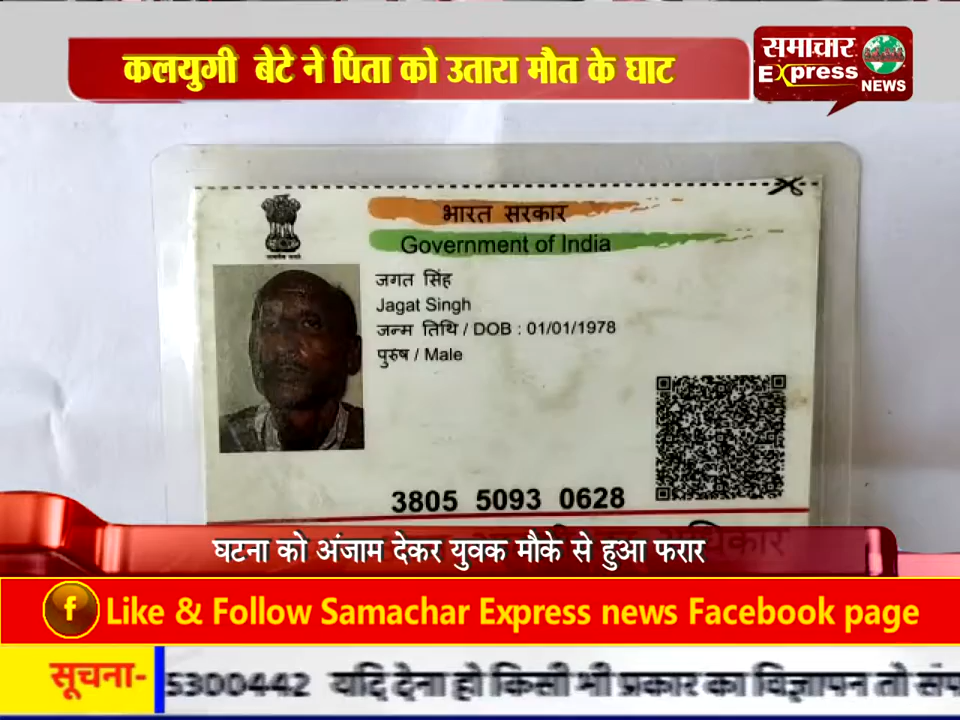 कलयुगी बेटे ने पिता को उतारा मौत के घाट
समाचार
Express
NEWS
भारत सरकार
Government of India
जगत सिंह
Jagat Singh
जन्म तिथि / DOB : 01/01/1978
पुरुष / Male
3805 5093 0628
घटना को अंजाम देकर युवक मौके से हुआ फरार
f Like & Follow Samachar Express news Facebook page
सूचना- 5300442 यदि देना हो किसी भी प्रकार का विज्ञापन तो